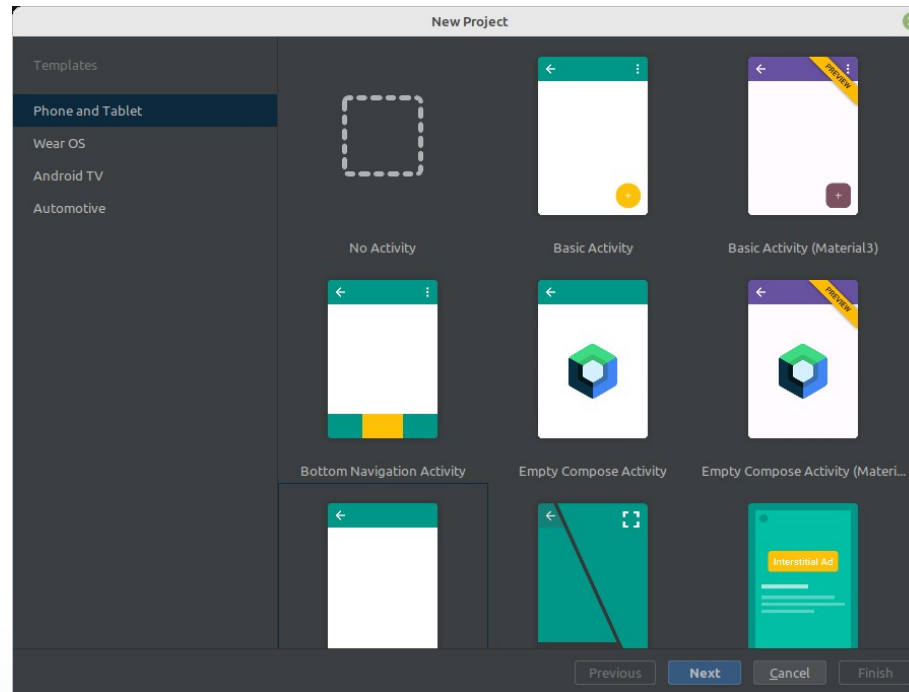 New Project
Templates
Phone and Tablet
Wear OS
Android TV
Automotive
PREVIEW
No Activity
Basic Activity
Basic Activity (Material3)
PREVIEW
Bottom Navigation Activity
Empty Compose Activity
Empty Compose Activity (Materi...
Interstitial Ad
Previous
Next
Cancel
Finish